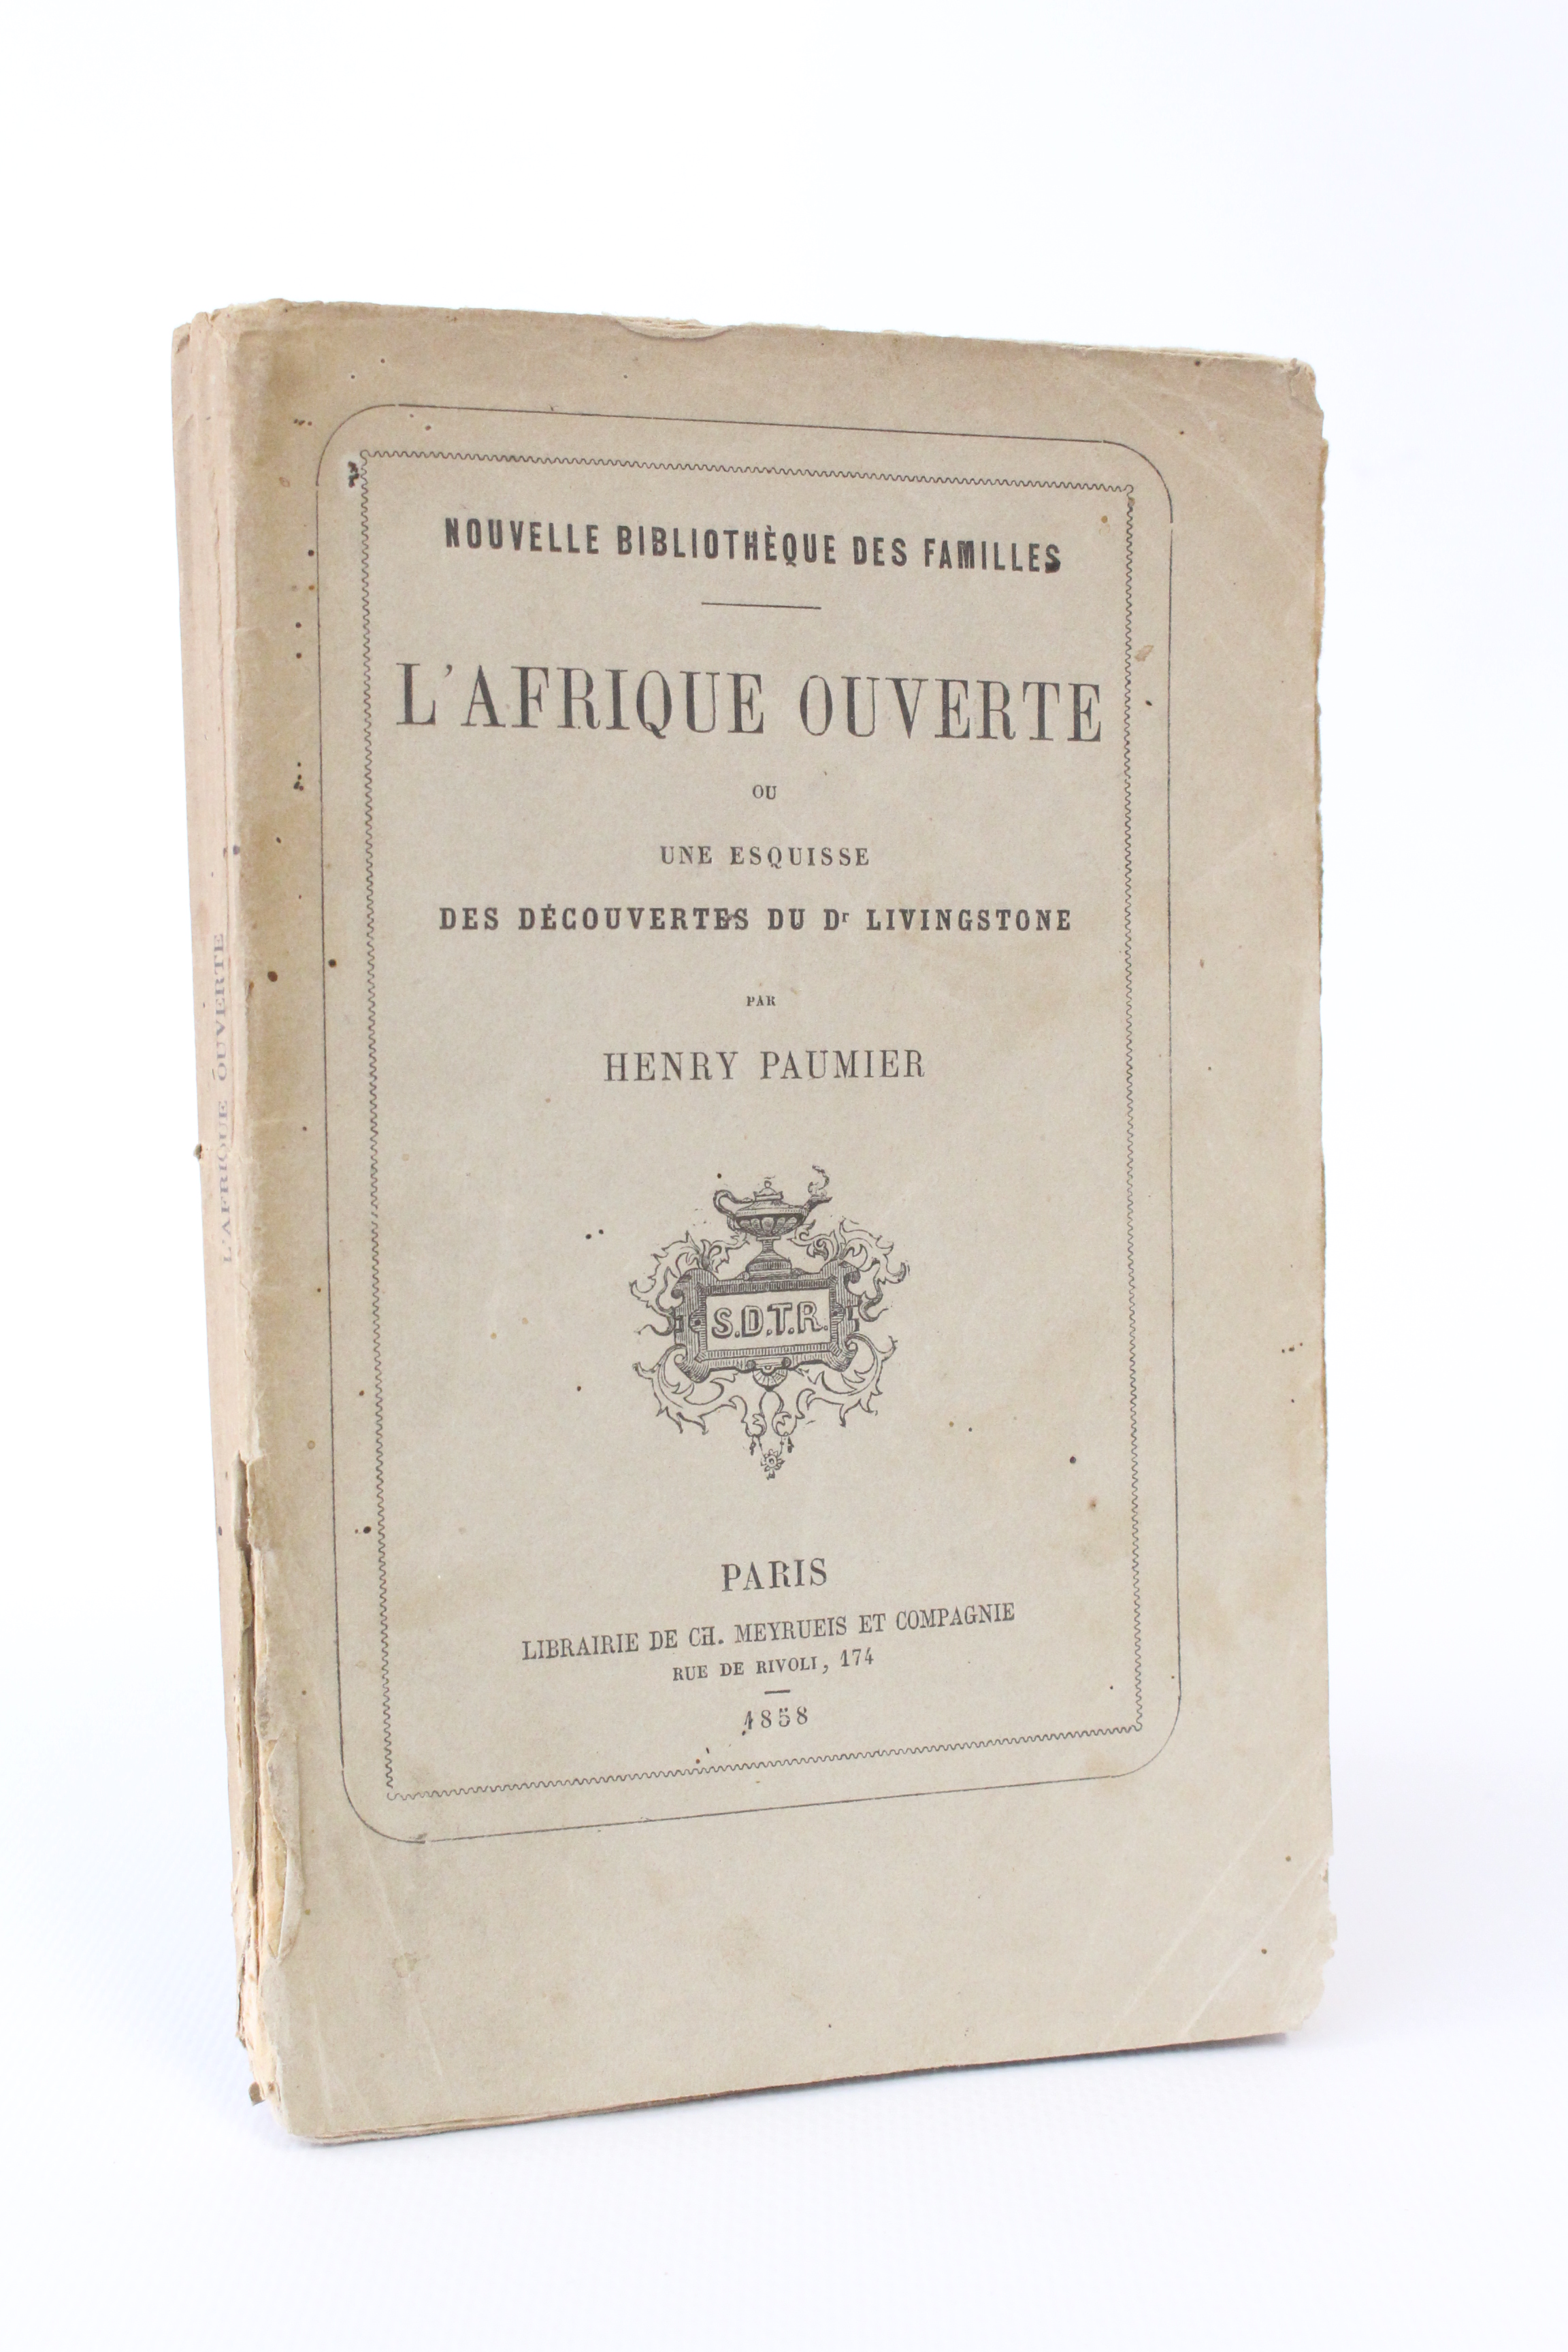 NOUVELLE BIBLIOTHÈQUE DES FAMILLES
L'AFRIQUE OUVERTE
OU
UNE ESQUISSE
DES DÉCOUVERTES DU Dr LIVINGSTONE
PAR
HENRY PAUMIER
S.D.T.R.
PARIS
LIBRAIRIE DE CH. MEYRUEIS ET COMPAGNIE
RUE DE RIVOLI, 174
1858
L'AFRIQUE OUVERTE